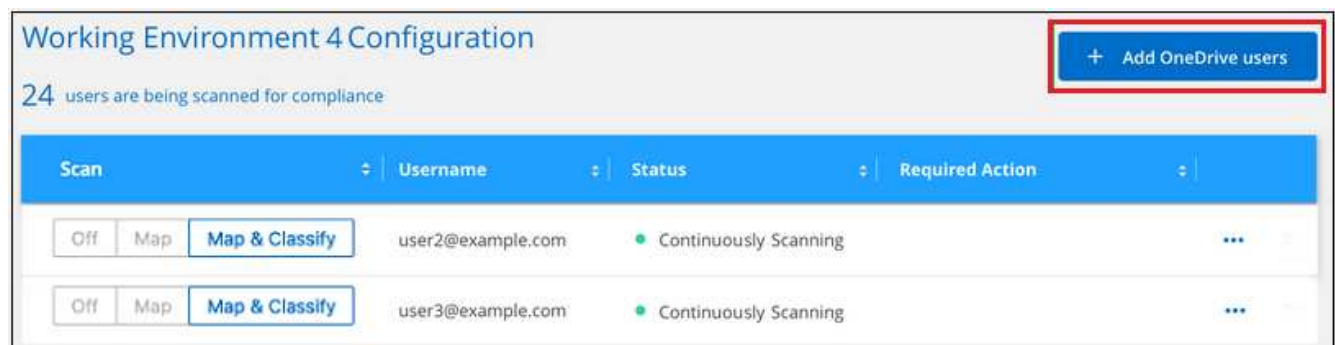 Working Environment 4 Configuration
+ Add OneDrive users
24 users are being scanned for compliance
Scan Username Status Required Action
Off Map Map & Classify user2@example.com Continuously Scanning ...
Off Map Map & Classify user3@example.com Continuously Scanning ...